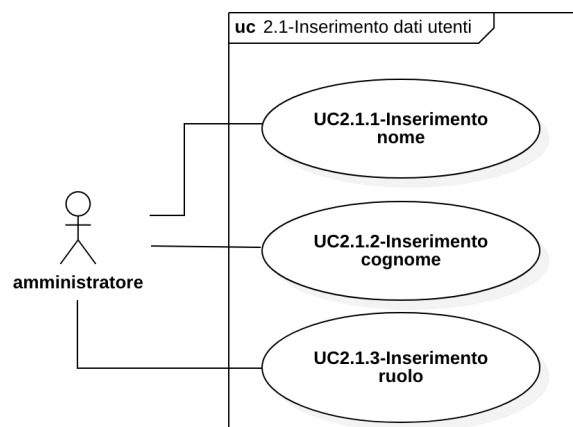 uc 2.1-Inserimento dati utenti
UC2.1.1-Inserimento
nome
UC2.1.2-Inserimento
cognome
amministratore
UC2.1.3-Inserimento
ruolo